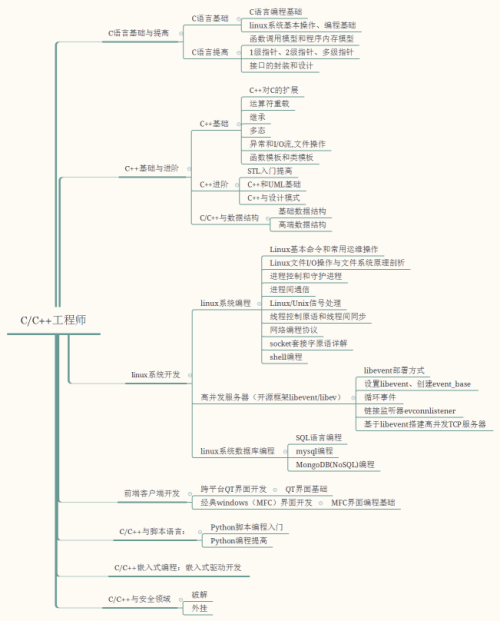 C/C++工程师
C语言基础与提高
C语言基础
C语言编程基础
linux系统基本操作、编程基础
C语言提高
函数调用模型和程序内存模型
1级指针、2级指针、多级指针
接口的封装和设计
C++基础与进阶
C++基础
C++对C的扩展
运算符重载
继承
多态
异常和I/O流,文件操作
函数模板和类模板
C++进阶
STL入门提高
C++和UML基础
C++与设计模式
C/C++与数据结构
基础数据结构
高端数据结构
linux系统开发
linux系统编程
Linux基本命令和常用运维操作
Linux文件I/O操作与文件系统原理剖析
进程控制和守护进程
进程间通信
Linux/Unix信号处理
线程控制原语和线程间同步
网络编程协议
socket套接字原语详解
shell编程
高并发服务器（开源框架libevent/libev）
libevent部署方式
设置libevent、创建event_base
循环事件
链接监听器evconnlistener
基于libevent搭建高并发TCP服务器
linux系统数据库编程
SQL语言编程
mysql编程
MongoDB(NoSQL)编程
前端客户端开发
跨平台QT界面开发
QT界面基础
经典windows（MFC）界面开发
MFC界面编程基础
C/C++与脚本语言：
Python脚本编程入门
Python编程提高
C/C++嵌入式编程：嵌入式驱动开发
C/C++与安全领域
破解
外挂